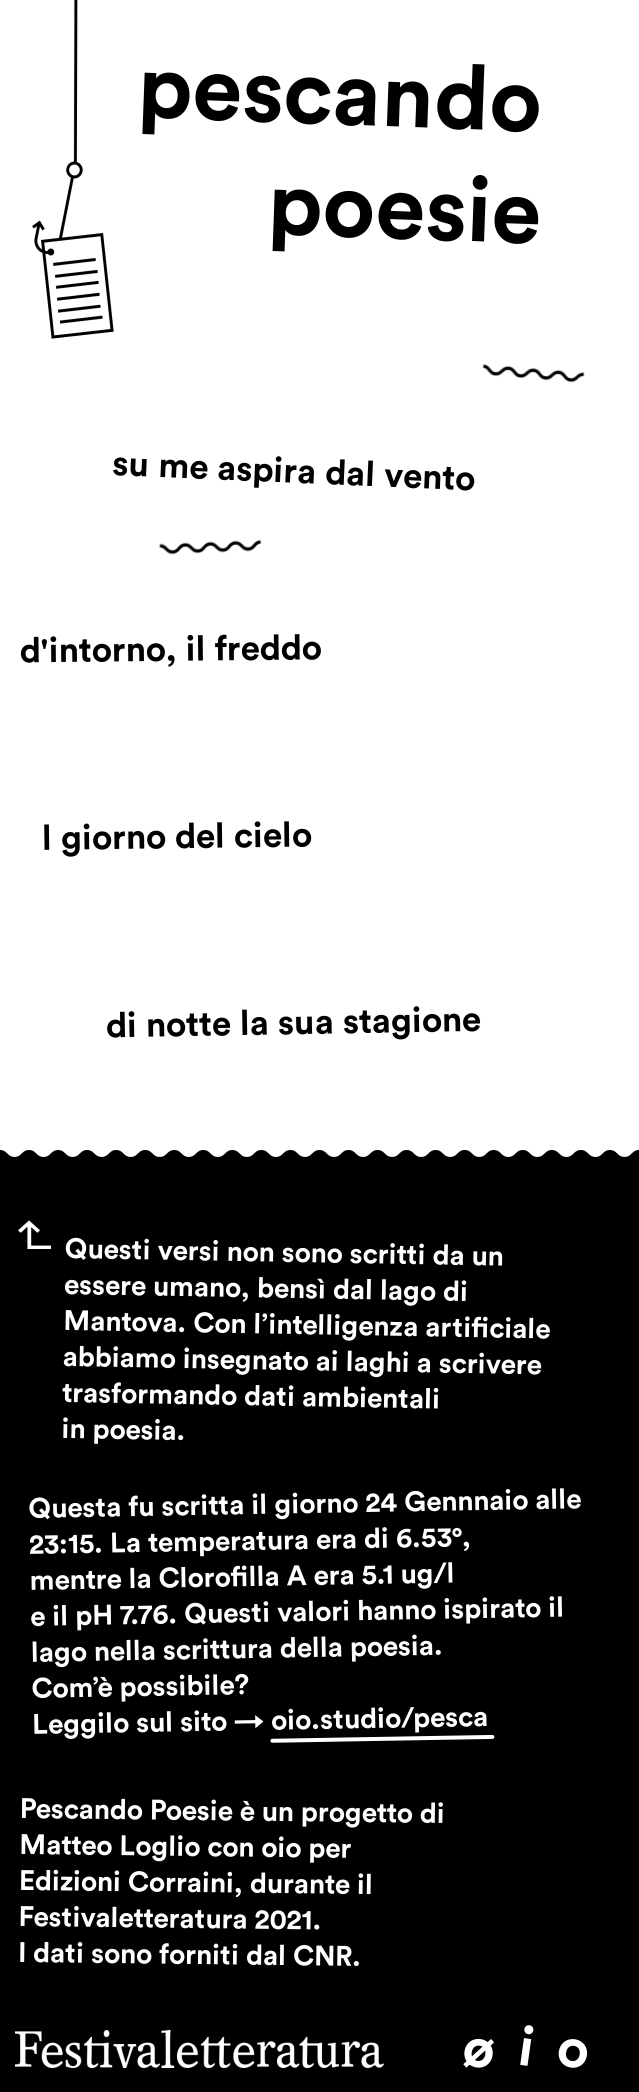 pescando
poesie
su me aspira dal vento
d'intorno, il freddo
l giorno del cielo
di notte la sua stagione
Questi versi non sono scritti da un
essere umano, bensì dal lago di
Mantova. Con l’intelligenza artificiale
abbiamo insegnato ai laghi a scrivere
trasformando dati ambientali
in poesia.
Questa fu scritta il giorno 24 Gennnaio alle
23:15. La temperatura era di 6.53°,
mentre la Clorofilla A era 5.1 ug/l
e il pH 7.76. Questi valori hanno ispirato il
lago nella scrittura della poesia.
Com’è possibile?
Leggilo sul sito → oio.studio/pesca
Pescando Poesie è un progetto di
Matteo Loglio con oio per
Edizioni Corraini, durante il
Festivaletteratura 2021.
I dati sono forniti dal CNR.
Festivaletteratura ø i o